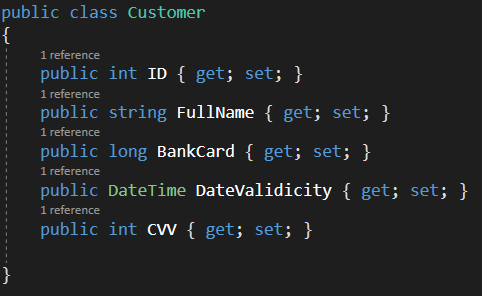 public class Customer
{
1 reference
public int ID { get; set; }
1 reference
public string FullName { get; set; }
1 reference
public long BankCard { get; set; }
1 reference
public DateTime DateValidicity { get; set; }
1 reference
public int CVV { get; set; }
}